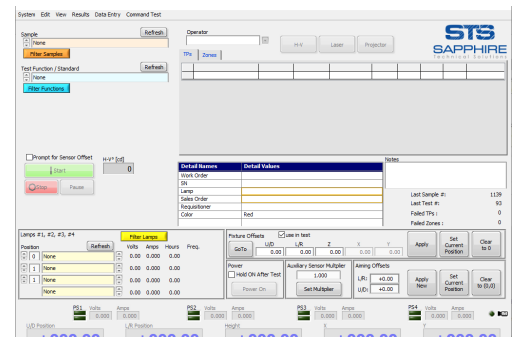 System Edit View Results Data Entry Command Test
Sample Refresh Operator
None
Filter Samples
Test Function / Standard Refresh
None
Filter Functions
H-V Laser Projector
STS
SAPPHIRE
Technical Solutions
TPs Zones
Prompt for Sensor Offset H-V° [cd]
Start 0
Stop Pause
Detail Names Detail Values
Work Order
SN
Lamp
Sales Order
Requisitioner
Color Red
Notes
Last Sample #: 1139
Last Test #: 93
Failed TPs : 0
Failed Zones : 0
Lamps #1, #2, #3, #4 Filter Lamps
Position Refresh Volts Amps Hours Freq.
0 None 0.00 0.000 0.00
1 None 0.00 0.000 0.00
1 None 0.00 0.000 0.00
None 0.00 0.000 0.00
Fixture Offsets use in test
U/D L/R Z X Y
GoTo 0.00 0.00 0.00 0.00 0.00 Apply Set Current Position Clear to 0
Power
Hold ON After Test
Power On
Auxiliary Sensor Multiplier
1.000
Set Multiplier
Aiming Offsets
L/R: +0.00
U/D: +0.00
Apply New Set Current Position Clear to (0,0)
PS1 Volts Amps PS2 Volts Amps PS3 Volts Amps PS4 Volts Amps
0.000 0.000 0.000 0.000 0.000 0.000 0.000 0.000
U/D Position L/R Position Height X Y